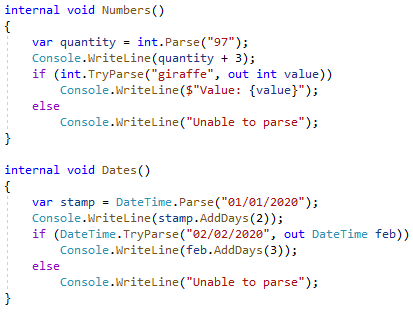 internal void Numbers()
{
    var quantity = int.Parse("97");
    Console.WriteLine(quantity + 3);
    if (int.TryParse("giraffe", out int value))
        Console.WriteLine($"Value: {value}");
    else
        Console.WriteLine("Unable to parse");
}

internal void Dates()
{
    var stamp = DateTime.Parse("01/01/2020");
    Console.WriteLine(stamp.AddDays(2));
    if (DateTime.TryParse("02/02/2020", out DateTime feb))
        Console.WriteLine(feb.AddDays(3));
    else
        Console.WriteLine("Unable to parse");
}